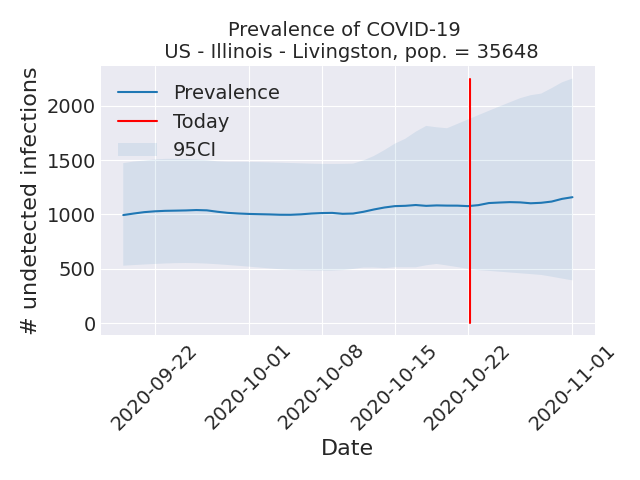 Prevalence of COVID-19
US - Illinois - Livingston, pop. = 35648
# undetected infections
2000
1500
1000
500
0
Prevalence
Today
95CI
2020-09-22
2020-10-01
2020-10-08
2020-10-15
2020-10-22
2020-11-01
Date